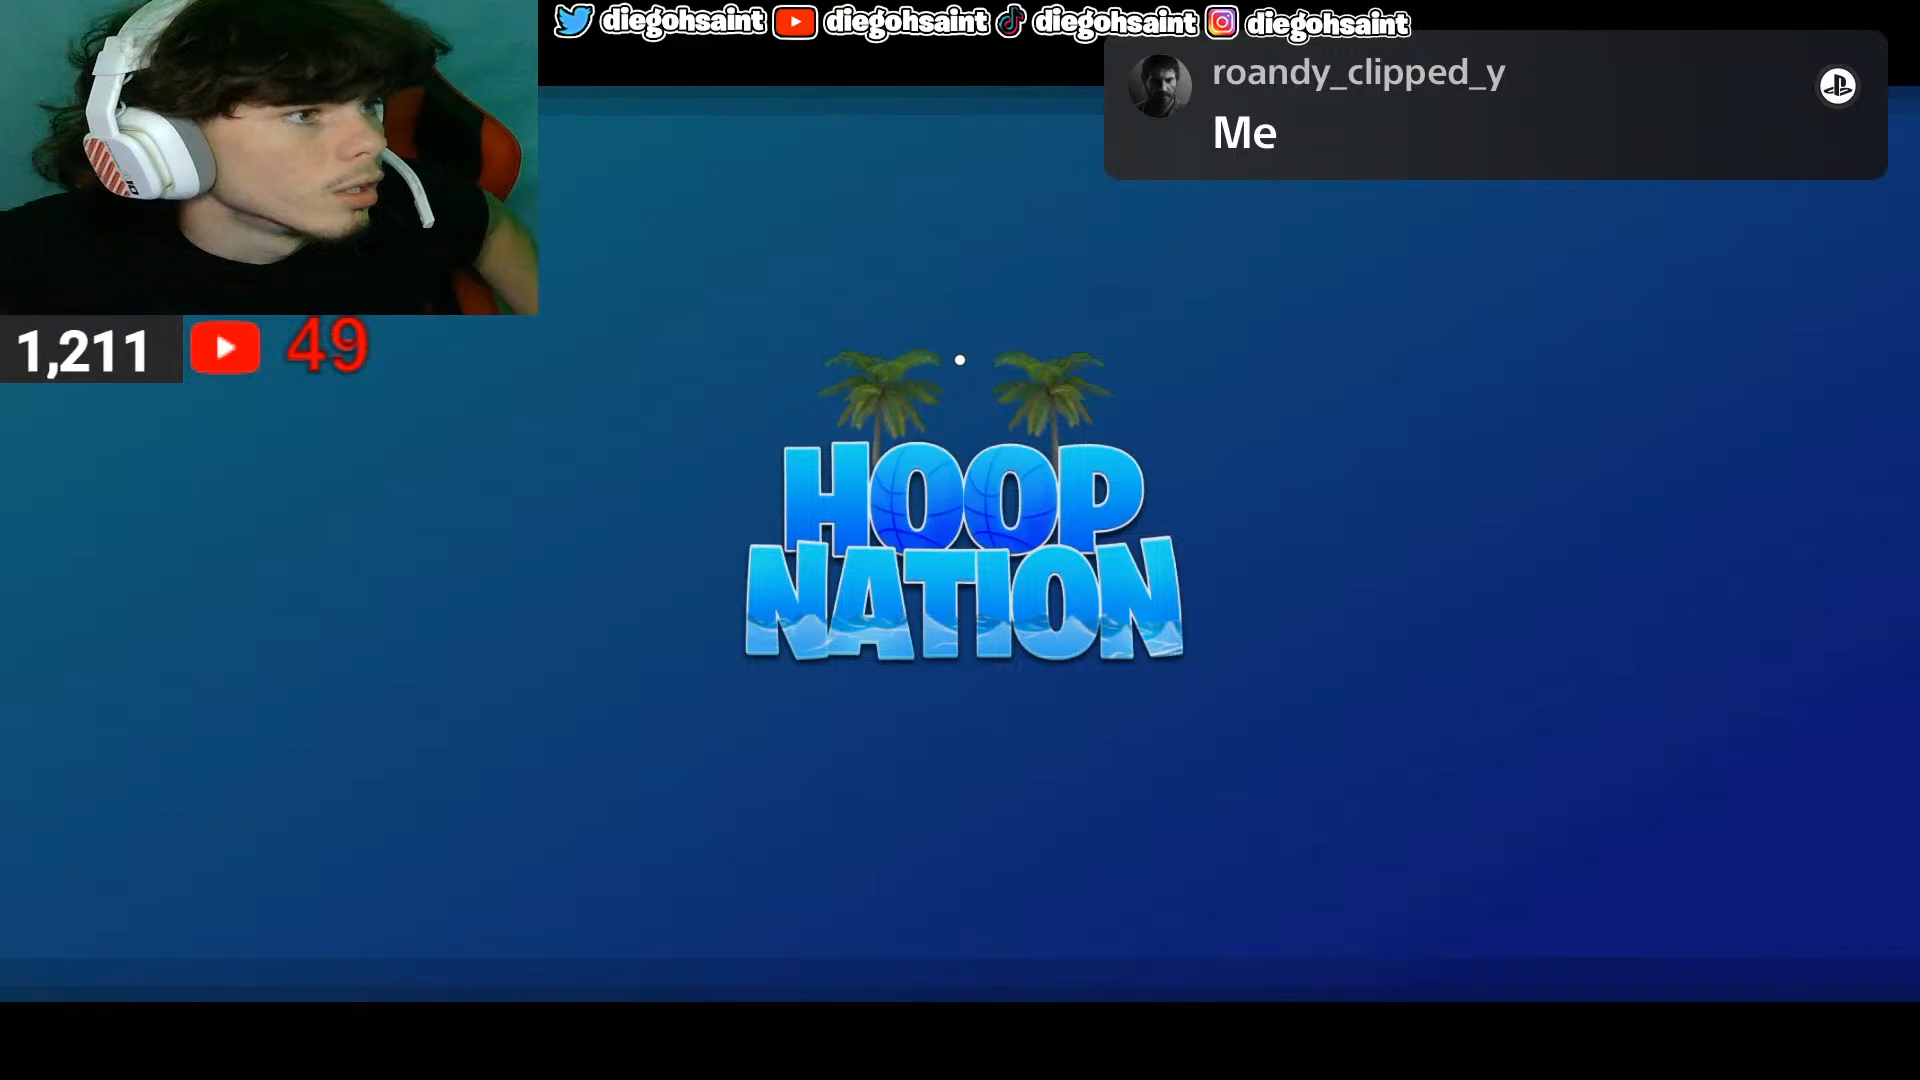 diegohsaint diegohsaint diegohsaint diegohsaint
roandy_clipped_y
Me
1,211 49
HOOP
NATION